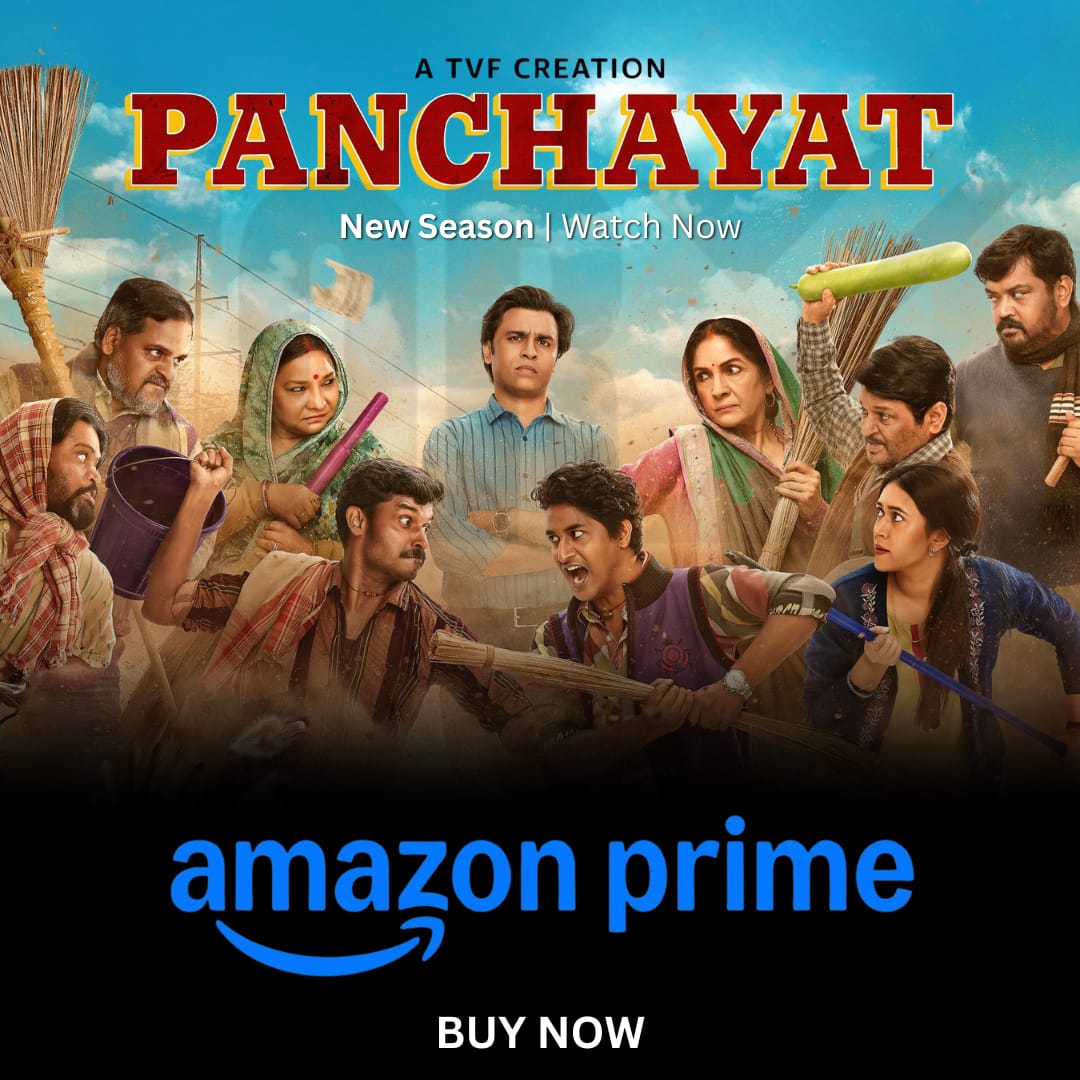 A TVF CREATION
PANCHAYAT
New Season | Watch Now
amazon prime
BUY NOW